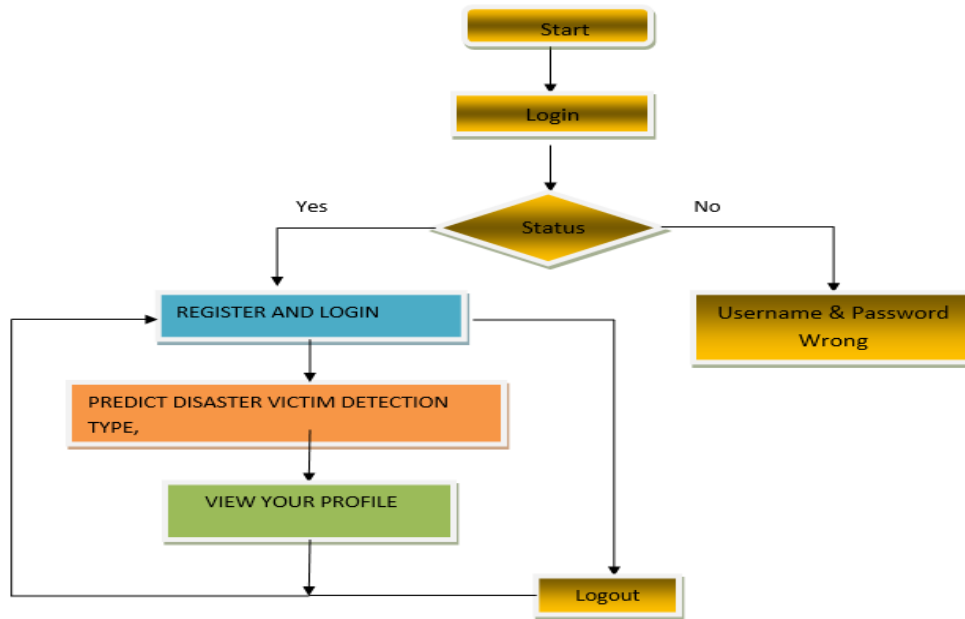 Start
Login
Yes
No
Status
REGISTER AND LOGIN
Username & Password
Wrong
PREDICT DISASTER VICTIM DETECTION
TYPE,
VIEW YOUR PROFILE
Logout